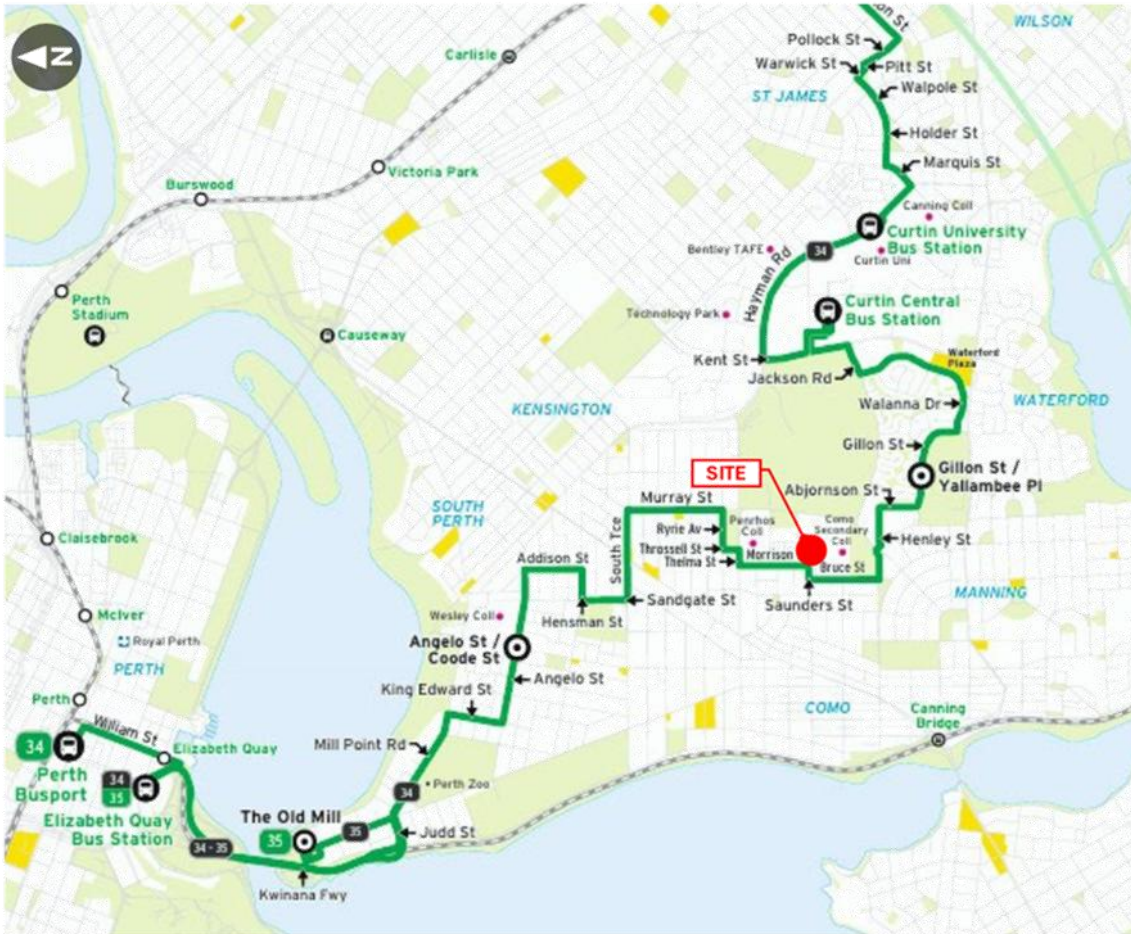 on St
WILSON
Pollock St
Carlisle
Warwick St
Pitt St
ST JAMES
Walpole St
N
Holder St
Marquis St
Victoria Park
Burswood
Canning Coll
Curtin University
Bus Station
Bentley TAFE
34
Curtin Uni
Hayman Rd
Perth
Stadium
Curtin Central
Bus Station
Technology Park
Causeway
Kent St
Jackson Rd
Waterford
Plaza
KENSINGTON
Walanna Dr
WATERFORD
Gillon St
SITE
Gillon St /
Yallambee Pl
Abjornson St
Murray St
SOUTH
PERTH
Ryrie Av
Penrhos
Coll
Como
Secondary
Coll
Henley St
Claisebrook
South Tce
Throssell St
Morrison
Thelma St
Bruce St
Addison St
MANNING
Sandgate St
Saunders St
McIver
Wesley Coll
Hensman St
Royal Perth
Angelo St /
Coode St
PERTH
Angelo St
King Edward St
Perth
COMO
Canning
Bridge
William St
34
Elizabeth Quay
Mill Point Rd
Perth
Busport
34
35
Perth Zoo
34
Elizabeth Quay
Bus Station
The Old Mill
35
35
Judd St
34 - 35
Kwinana Fwy